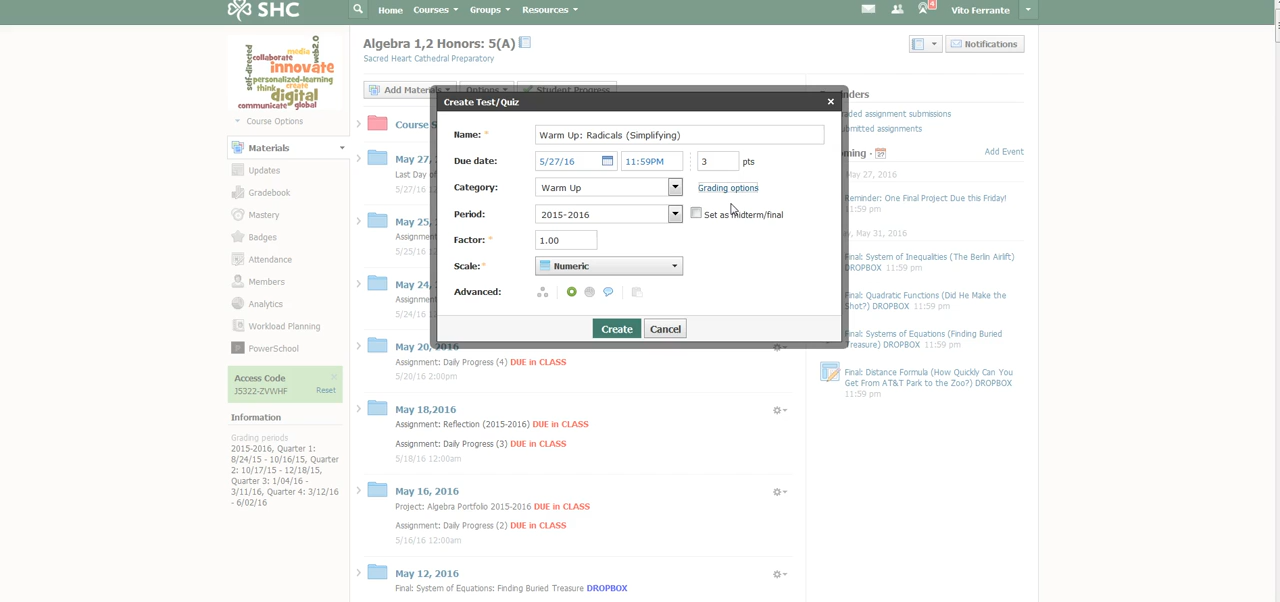 SHC
Home
Courses
Groups
Resources
4
Vito Ferrante
self-directed
collaborate
media
web2.0
innovate
personalized-learning
think
create
digital
communicate
global
Course Options
Materials
Updates
Gradebook
Mastery
Badges
Attendance
Members
Analytics
Workload Planning
PowerSchool
Access Code
J5322-ZVWHF
Reset
Information
Grading periods
2015-2016, Quarter 1:
8/24/15 - 10/16/15, Quarter
2: 10/17/15 - 12/18/15,
Quarter 3: 1/04/16 -
3/11/16, Quarter 4: 3/12/16
- 6/02/16
Algebra 1,2 Honors: 5(A)
Sacred Heart Cathedral Preparatory
Notifications
Add Materials
Options
Student Progress
Create Test/Quiz
Name: *
Warm Up: Radicals (Simplifying)
Due date:
5/27/16
11:59PM
3
pts
Category:
Warm Up
Grading options
Period:
2015-2016
Set as midterm/final
Factor: *
1.00
Scale: *
Numeric
Advanced:
Create
Cancel
Course S
May 27,
Last Day of
5/27/16
May 25,
Assignment
5/25/16
May 24,
Assignment
5/24/16
May 20, 2016
Assignment: Daily Progress (4) DUE in CLASS
5/20/16 2:00pm
May 18,2016
Assignment: Reflection (2015-2016) DUE in CLASS
Assignment: Daily Progress (3) DUE in CLASS
5/18/16 12:00am
May 16, 2016
Project: Algebra Portfolio 2015-2016 DUE in CLASS
Assignment: Daily Progress (2) DUE in CLASS
5/16/16 12:00am
May 12, 2016
Final: System of Equations: Finding Buried Treasure DROPBOX
nders
aded assignment submissions
ubmitted assignments
ming
Add Event
May 27, 2016
Reminder: One Final Project Due this Friday!
11:59 pm
ay, May 31, 2016
Final: System of Inequalities (The Berlin Airlift)
DROPBOX 11:59 pm
Final: Quadratic Functions (Did He Make the
Shot?) DROPBOX 11:59 pm
Final: Systems of Equations (Finding Buried
Treasure) DROPBOX 11:59 pm
Final: Distance Formula (How Quickly Can You
Get From AT&T Park to the Zoo?) DROPBOX
11:59 pm